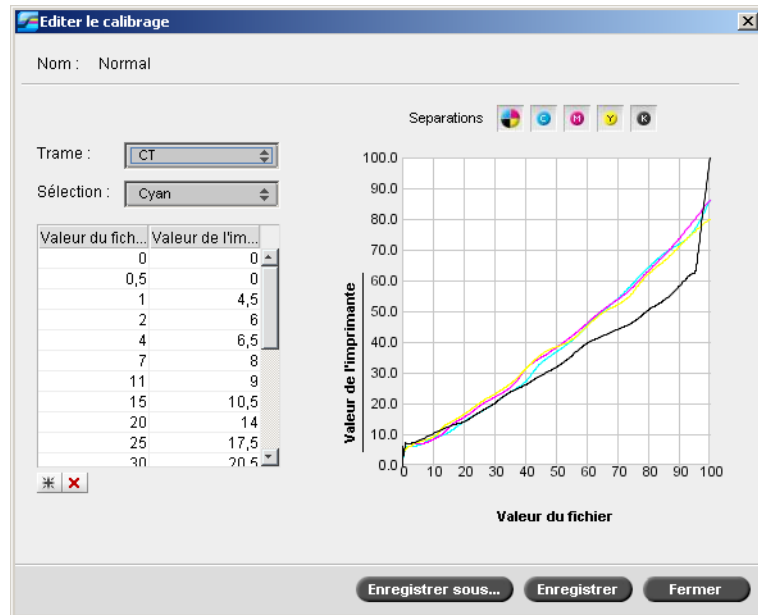 Editer le calibrage
Nom : Normal
Separations C M Y K
Trame : CT
Sélection : Cyan
Valeur du fich... Valeur de l'im...
0 0
0,5 0
1 4,5
2 6
4 6,5
7 8
11 9
15 10,5
20 14
25 17,5
30 20,5
100.0
90.0
80.0
70.0
60.0
50.0
40.0
30.0
20.0
10.0
0.0
Valeur de l'imprimante
0 10 20 30 40 50 60 70 80 90 100
Valeur du fichier
Enregistrer sous... Enregistrer Fermer